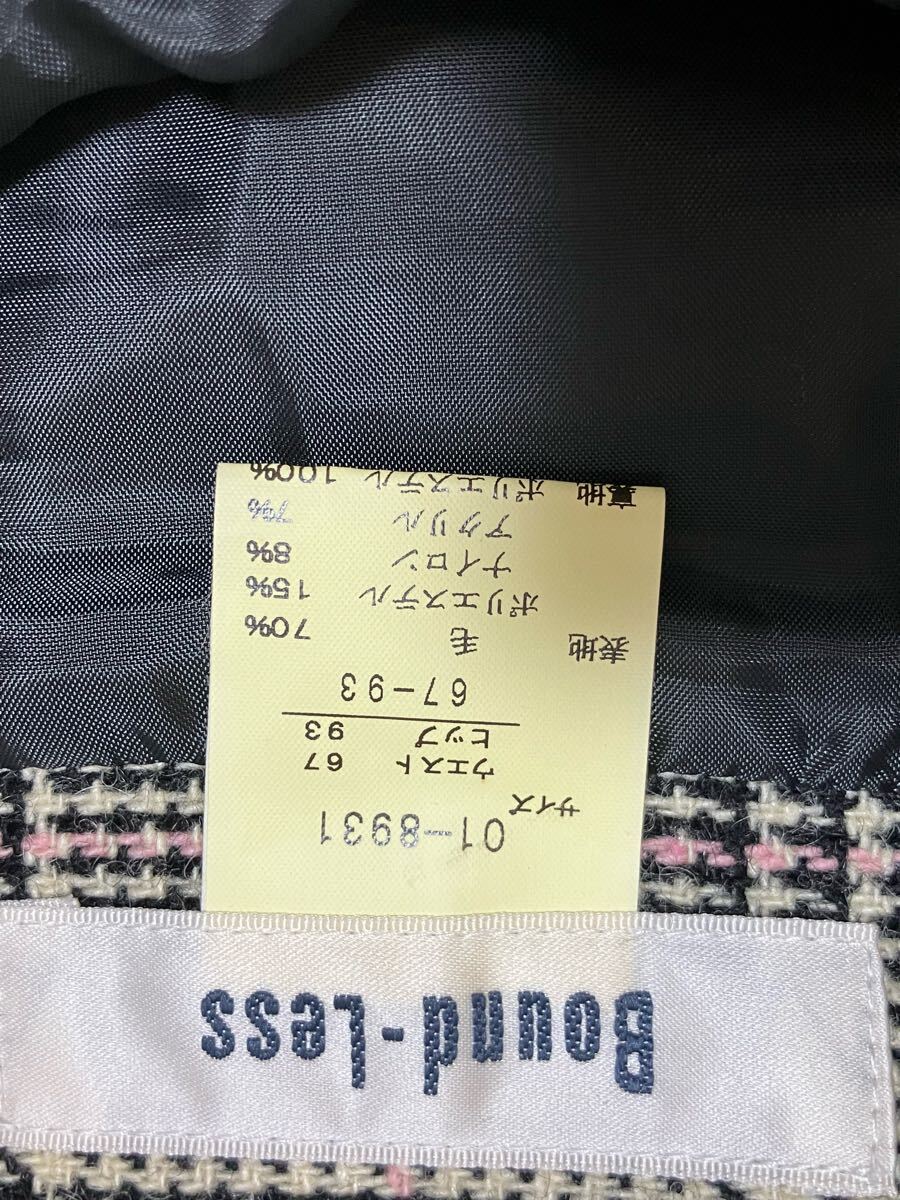 Bound-Less
01-8931
サイズ
ウエスト 67
ヒップ 93
67-93
表地 毛 70%
ポリエステル 15%
ナイロン 8%
アクリル 7%
裏地 ポリエステル 100%